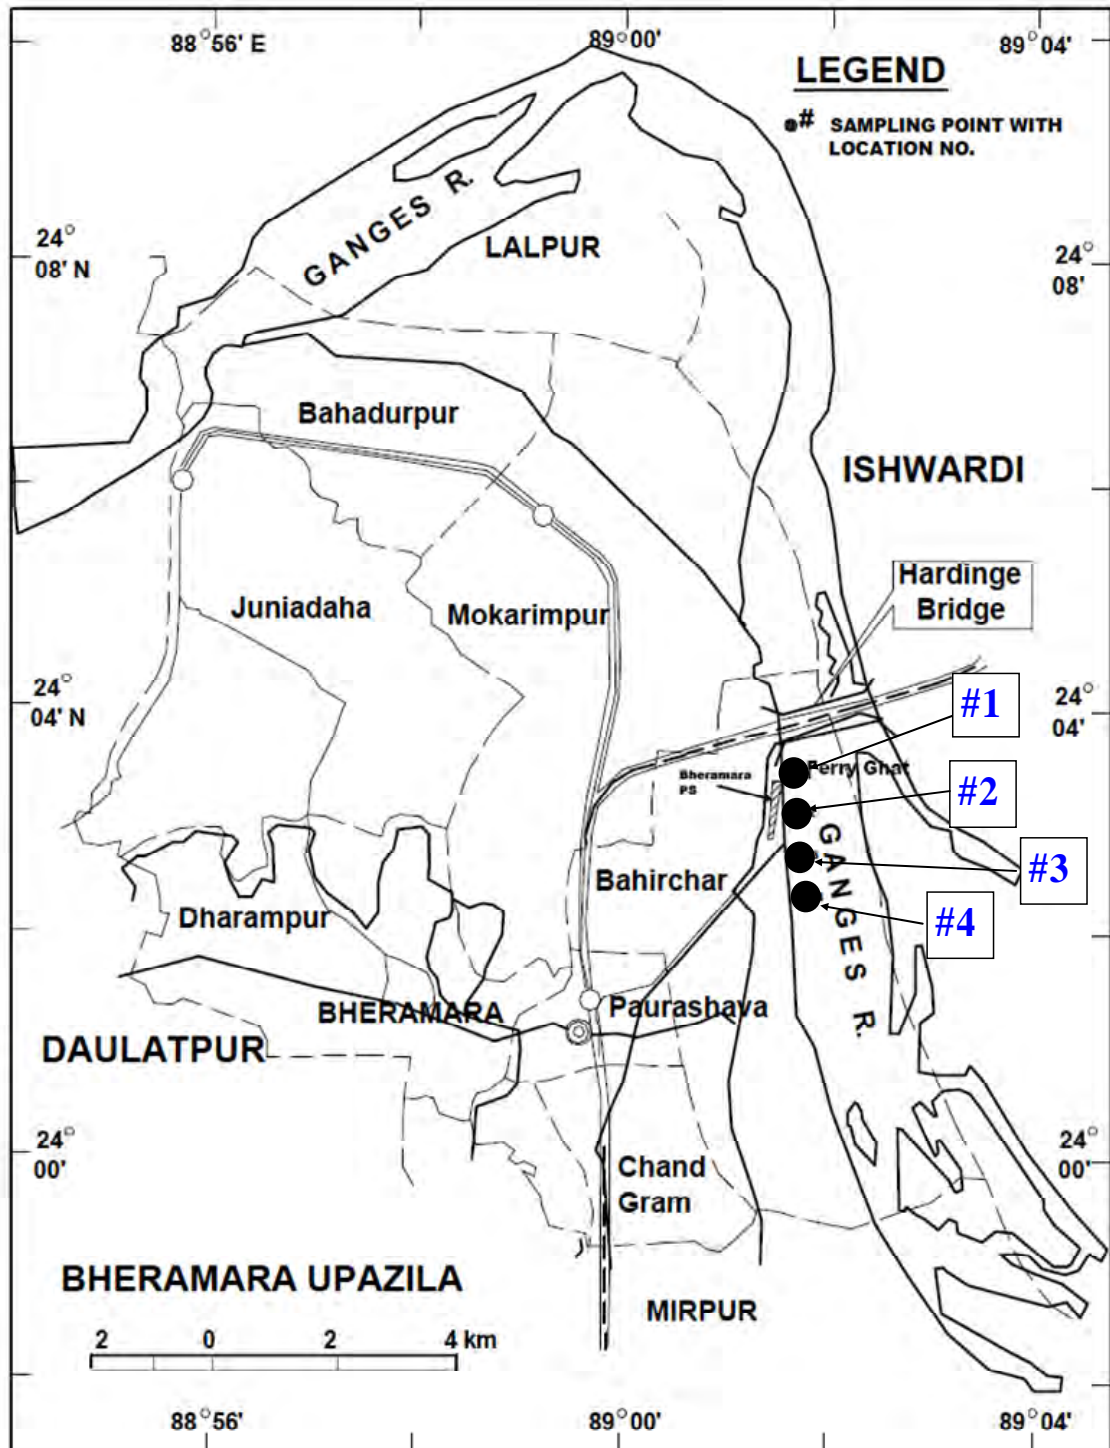 88°56' E
89°00'
89°04'
LEGEND
# SAMPLING POINT WITH
LOCATION NO.
GANGES R.
24°
08' N
LALPUR
24°
08'
Bahadurpur
ISHWARDI
Hardinge
Bridge
Juniadaha
Mokarimpur
24°
04' N
#1
24°
04'
Bheramara
PS
Ferry Ghat
#2
GANGES R.
#3
Bahirchar
Dharampur
#4
BHERAMARA
Paurashava
DAULATPUR
24°
00'
24°
00'
Chand
Gram
BHERAMARA UPAZILA
MIRPUR
2 0 2 4 km
88°56'
89°00'
89°04'